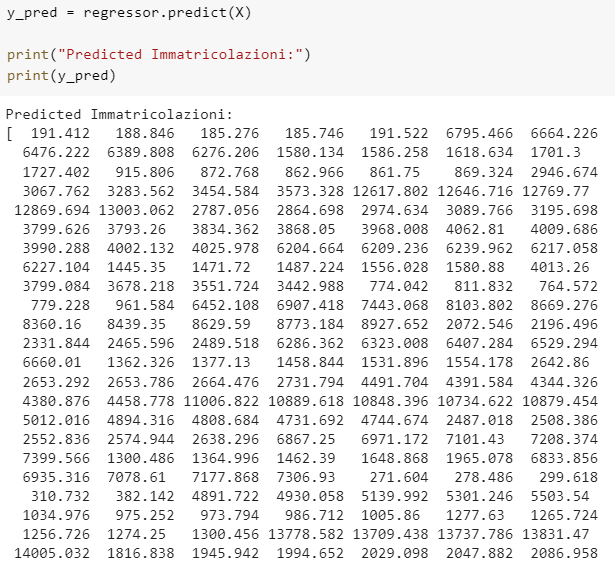 y_pred = regressor.predict(X)
print("Predicted Immatricolazioni:")
print(y_pred)
Predicted Immatricolazioni:
[ 191.412 188.846 185.276 185.746 191.522 6795.466 6664.226
6476.222 6389.808 6276.206 1580.134 1586.258 1618.634 1701.3
1727.402 915.806 872.768 862.966 861.75 869.324 2946.674
3067.762 3283.562 3454.584 3573.328 12617.802 12646.716 12769.77
12869.694 13003.062 2787.056 2864.698 2974.634 3089.766 3195.698
3799.626 3793.26 3834.362 3868.05 3968.008 4062.81 4009.686
3990.288 4002.132 4025.978 6204.664 6209.236 6239.962 6217.058
6227.104 1445.35 1471.72 1487.224 1556.028 1580.88 4013.26
3799.084 3678.218 3551.724 3442.988 774.042 811.832 764.572
779.228 961.584 6452.108 6907.418 7443.068 8103.802 8669.276
8360.16 8439.35 8629.59 8773.184 8927.652 2072.546 2196.496
2331.844 2465.596 2489.518 6286.362 6323.008 6407.284 6529.294
6660.01 1362.326 1377.13 1458.844 1531.896 1554.178 2642.86
2653.292 2653.786 2664.476 2731.794 4491.704 4391.584 4344.326
4380.876 4458.778 11006.822 10889.618 10848.396 10734.622 10879.454
5012.016 4894.316 4808.684 4731.692 4744.674 2487.018 2508.386
2552.836 2574.944 2638.296 6867.25 6971.172 7101.43 7208.374
7399.566 1300.486 1364.996 1462.39 1648.868 1965.078 6833.856
6935.316 7078.61 7177.868 7306.93 271.604 278.486 299.618
310.732 382.142 4891.722 4930.058 5139.992 5301.246 5503.54
1034.976 975.252 973.794 986.712 1005.86 1277.63 1265.724
1256.726 1274.25 1300.456 13778.582 13709.438 13737.786 13831.47
14005.032 1816.838 1945.942 1994.652 2029.098 2047.882 2086.958